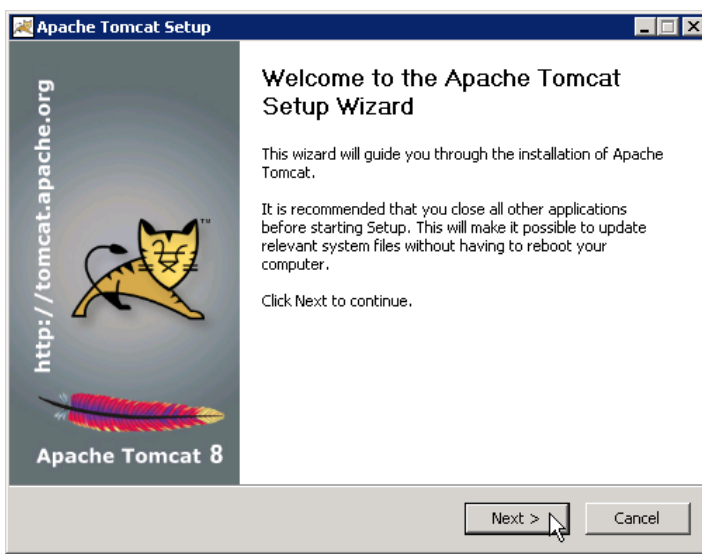 Apache Tomcat Setup
http://tomcat.apache.org
TM
Apache Tomcat 8
Welcome to the Apache Tomcat
Setup Wizard
This wizard will guide you through the installation of Apache
Tomcat.
It is recommended that you close all other applications
before starting Setup. This will make it possible to update
relevant system files without having to reboot your
computer.
Click Next to continue.
Next >
Cancel